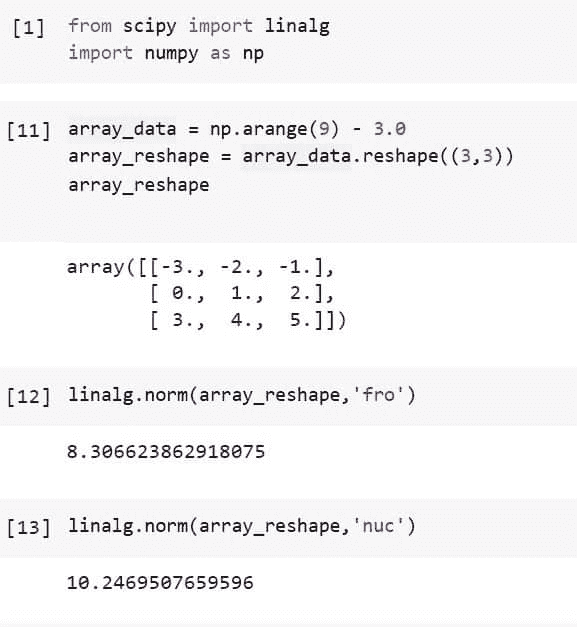 [1] from scipy import linalg
import numpy as np
[11] array_data = np.arange(9) - 3.0
array_reshape = array_data.reshape((3,3))
array_reshape
array([[-3., -2., -1.],
[ 0., 1., 2.],
[ 3., 4., 5.]])
[12] linalg.norm(array_reshape,'fro')
8.306623862918075
[13] linalg.norm(array_reshape,'nuc')
10.2469507659596